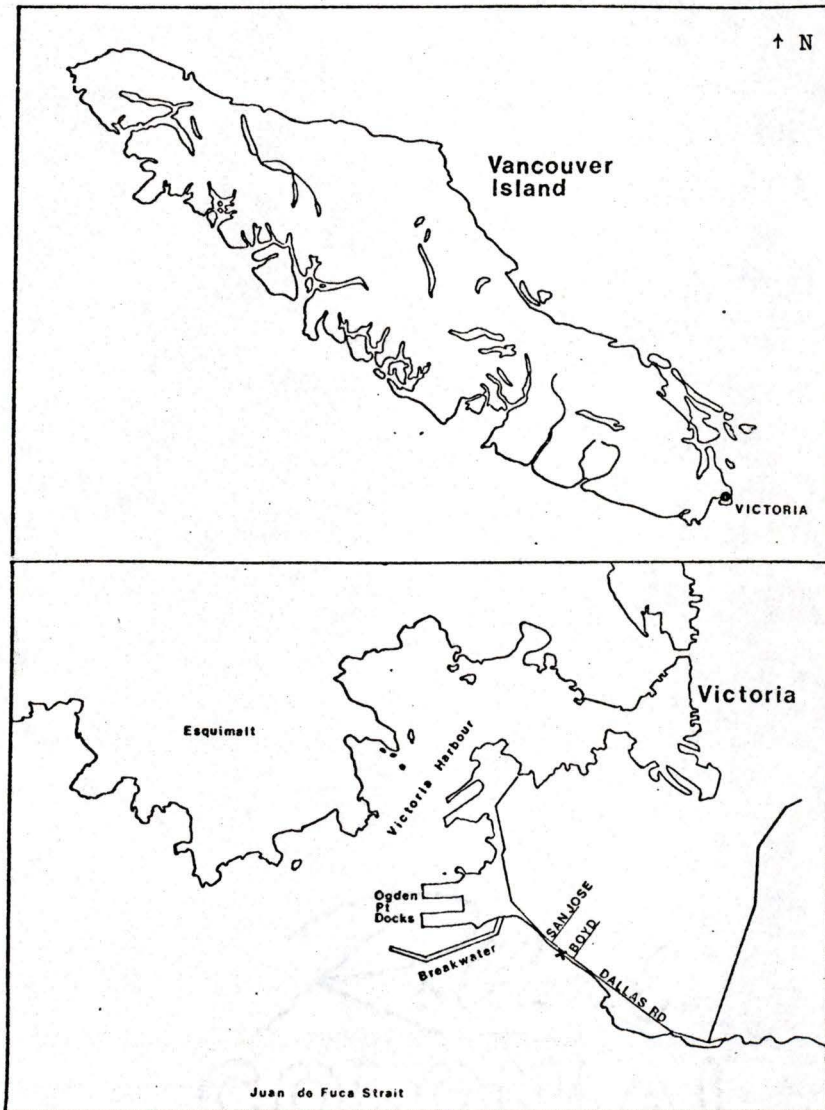 ↑ N
Vancouver
Island
VICTORIA
Victoria
Esquimalt
Victoria Harbour
Ogden
Pt
Docks
SAN JOSE
BOYD
Breakwater
DALLAS RD
Juan de Fuca Strait